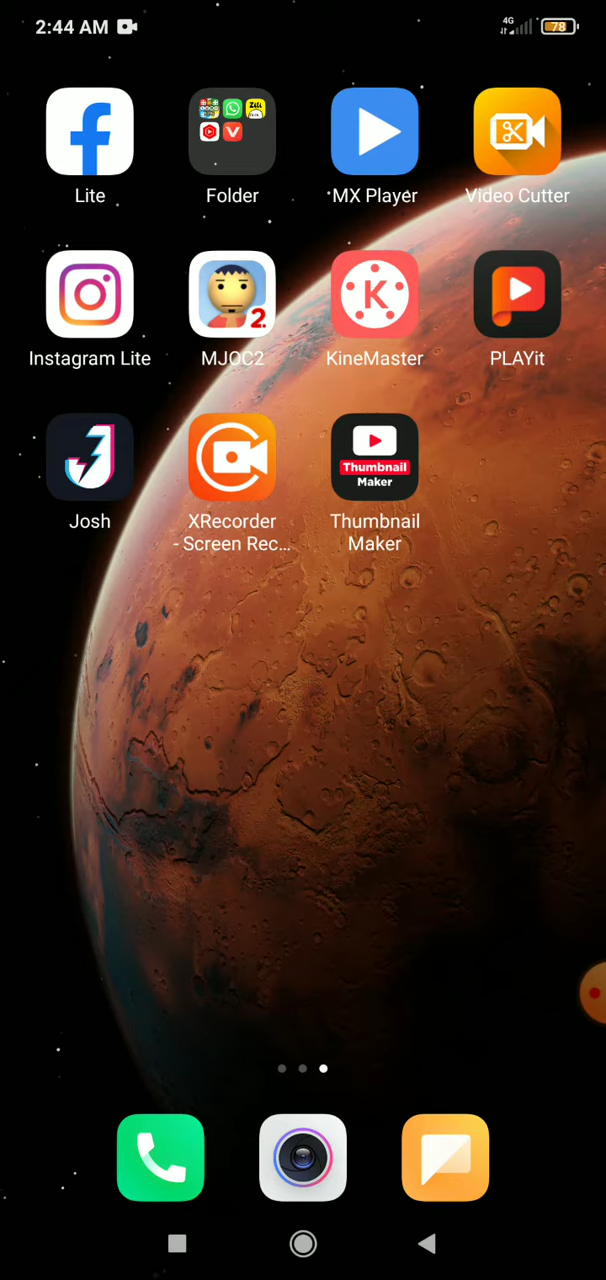 2:44 AM
4G
78
Lite
Folder
MX Player
Video Cutter
2
K
Instagram Lite
MJOC2
KineMaster
PLAYit
Thumbnail
Maker
Josh
XRecorder
- Screen Rec...
Thumbnail
Maker